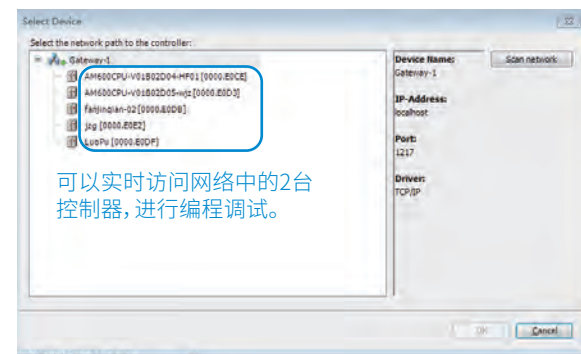 Select Device
Select the network path to the controller:
Gateway-1
AM600CPU-V01B02D04-HF01 [0000.E0CE]
AM600CPU-V01B02D05-wjz [0000.E0D3]
fanjinqian-02 [0000.E0DB]
jzg [0000.E0E2]
LuoPu [0000.E0DF]
可以实时访问网络中的2台
控制器,进行编程调试。
Device Name:
Gateway-1
IP-Address:
localhost
Port:
1217
Driver:
TCP/IP
Scan network
OK
Cancel